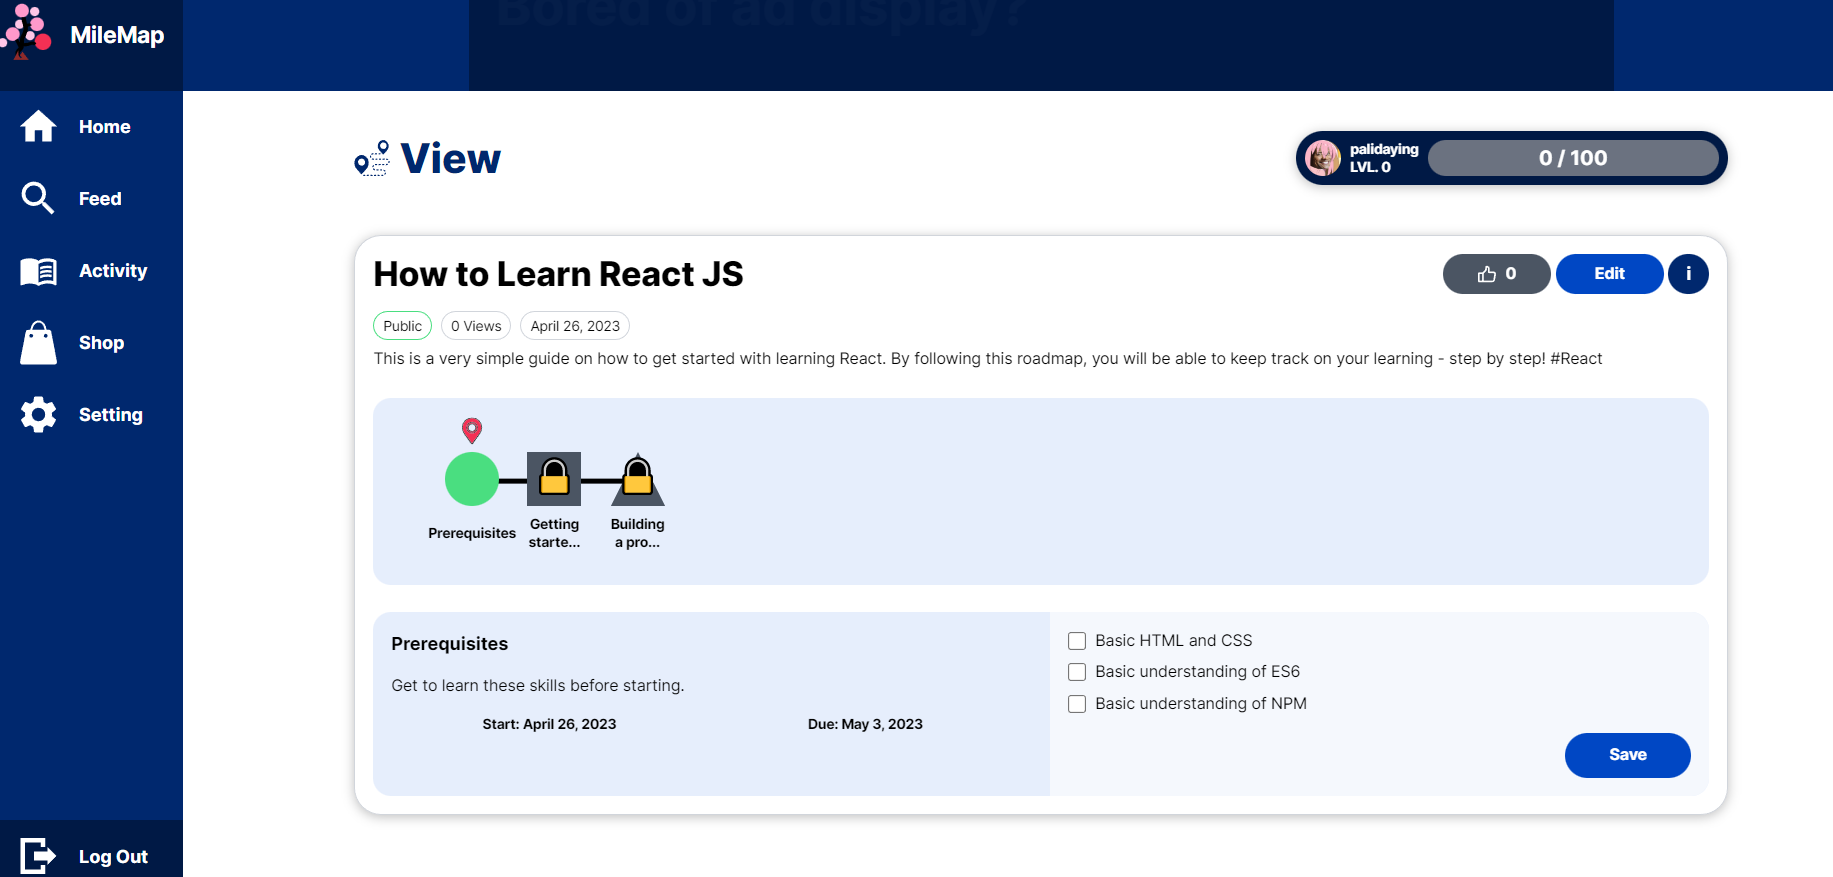 MileMap
Bored of ad display?
Home
Feed
Activity
Shop
Setting
Log Out
View
palidaying
LVL. 0
0 / 100
How to Learn React JS
0
Edit
i
Public
0 Views
April 26, 2023
This is a very simple guide on how to get started with learning React. By following this roadmap, you will be able to keep track on your learning - step by step! #React
Prerequisites
Getting
starte...
Building
a pro...
Prerequisites
Get to learn these skills before starting.
Start: April 26, 2023
Due: May 3, 2023
Basic HTML and CSS
Basic understanding of ES6
Basic understanding of NPM
Save